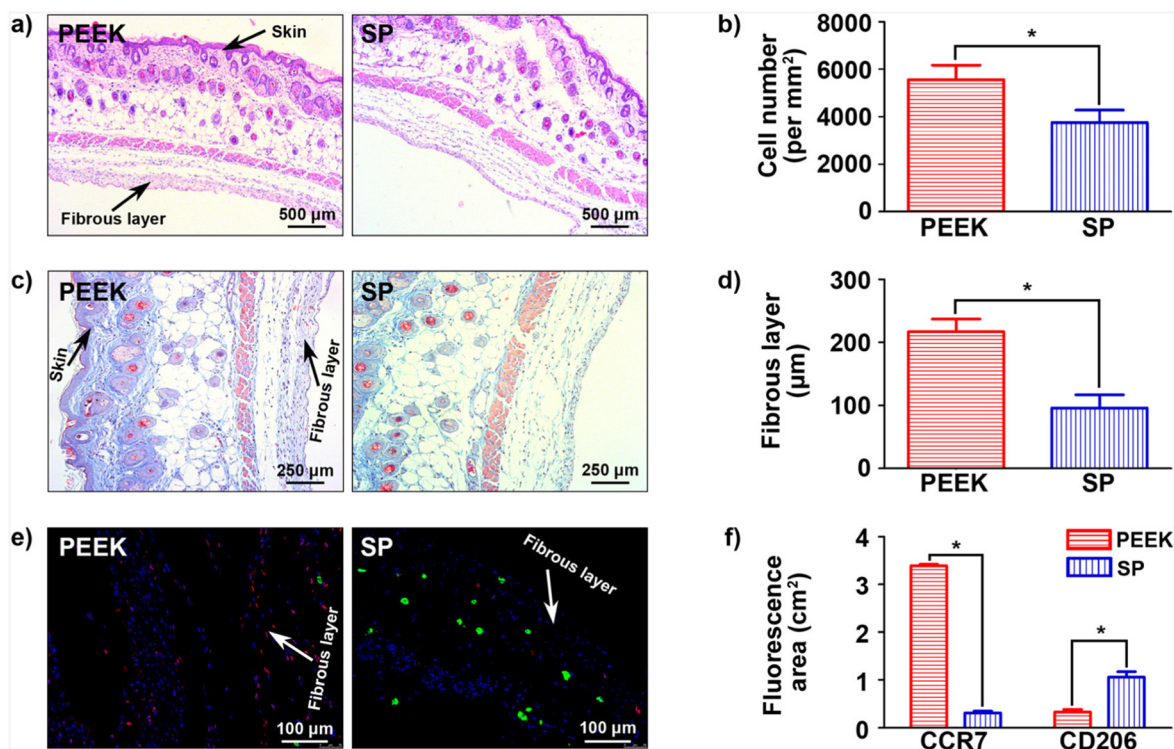 a)
PEEK
Skin
Fibrous layer
500 µm
SP
500 µm
b)
Cell number
(per mm²)
8000
6000
4000
2000
0
*
PEEK
SP
c)
PEEK
Skin
Fibrous layer
250 µm
SP
250 µm
d)
Fibrous layer
(µm)
300
200
100
0
*
PEEK
SP
e)
PEEK
Fibrous layer
100 µm
SP
Fibrous layer
100 µm
f)
Fluorescence
area (cm²)
4
3
2
1
0
*
*
PEEK
SP
CCR7
CD206